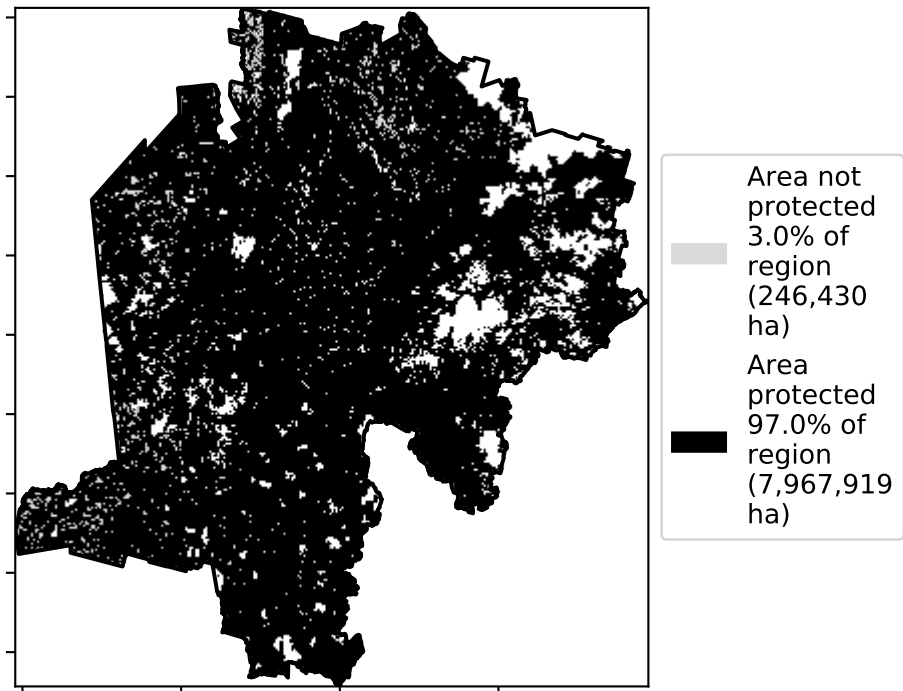 Area not
protected
3.0% of
region
(246,430
ha)
Area
protected
97.0% of
region
(7,967,919
ha)